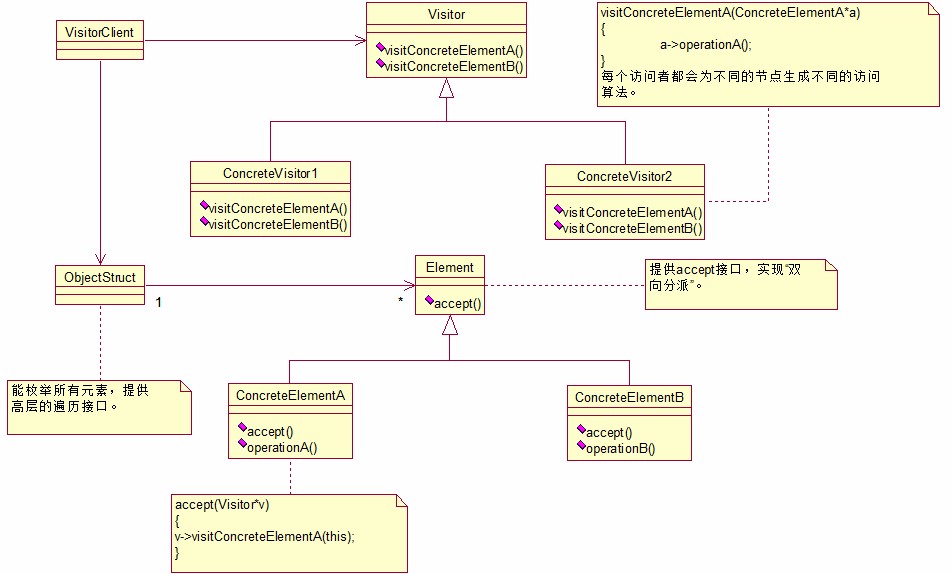 VisitorClient
Visitor
visitConcreteElementA()
visitConcreteElementB()
visitConcreteElementA(ConcreteElementA*a)
{
a->operationA();
}
每个访问者都会为不同的节点生成不同的访问
算法。
ConcreteVisitor1
visitConcreteElementA()
visitConcreteElementB()
ConcreteVisitor2
visitConcreteElementA()
visitConcreteElementB()
ObjectStruct
1
*
Element
accept()
提供accept接口，实现“双
向分派”。
能枚举所有元素，提供
高层的遍历接口。
ConcreteElementA
accept()
operationA()
ConcreteElementB
accept()
operationB()
accept(Visitor*v)
{
v->visitConcreteElementA(this);
}